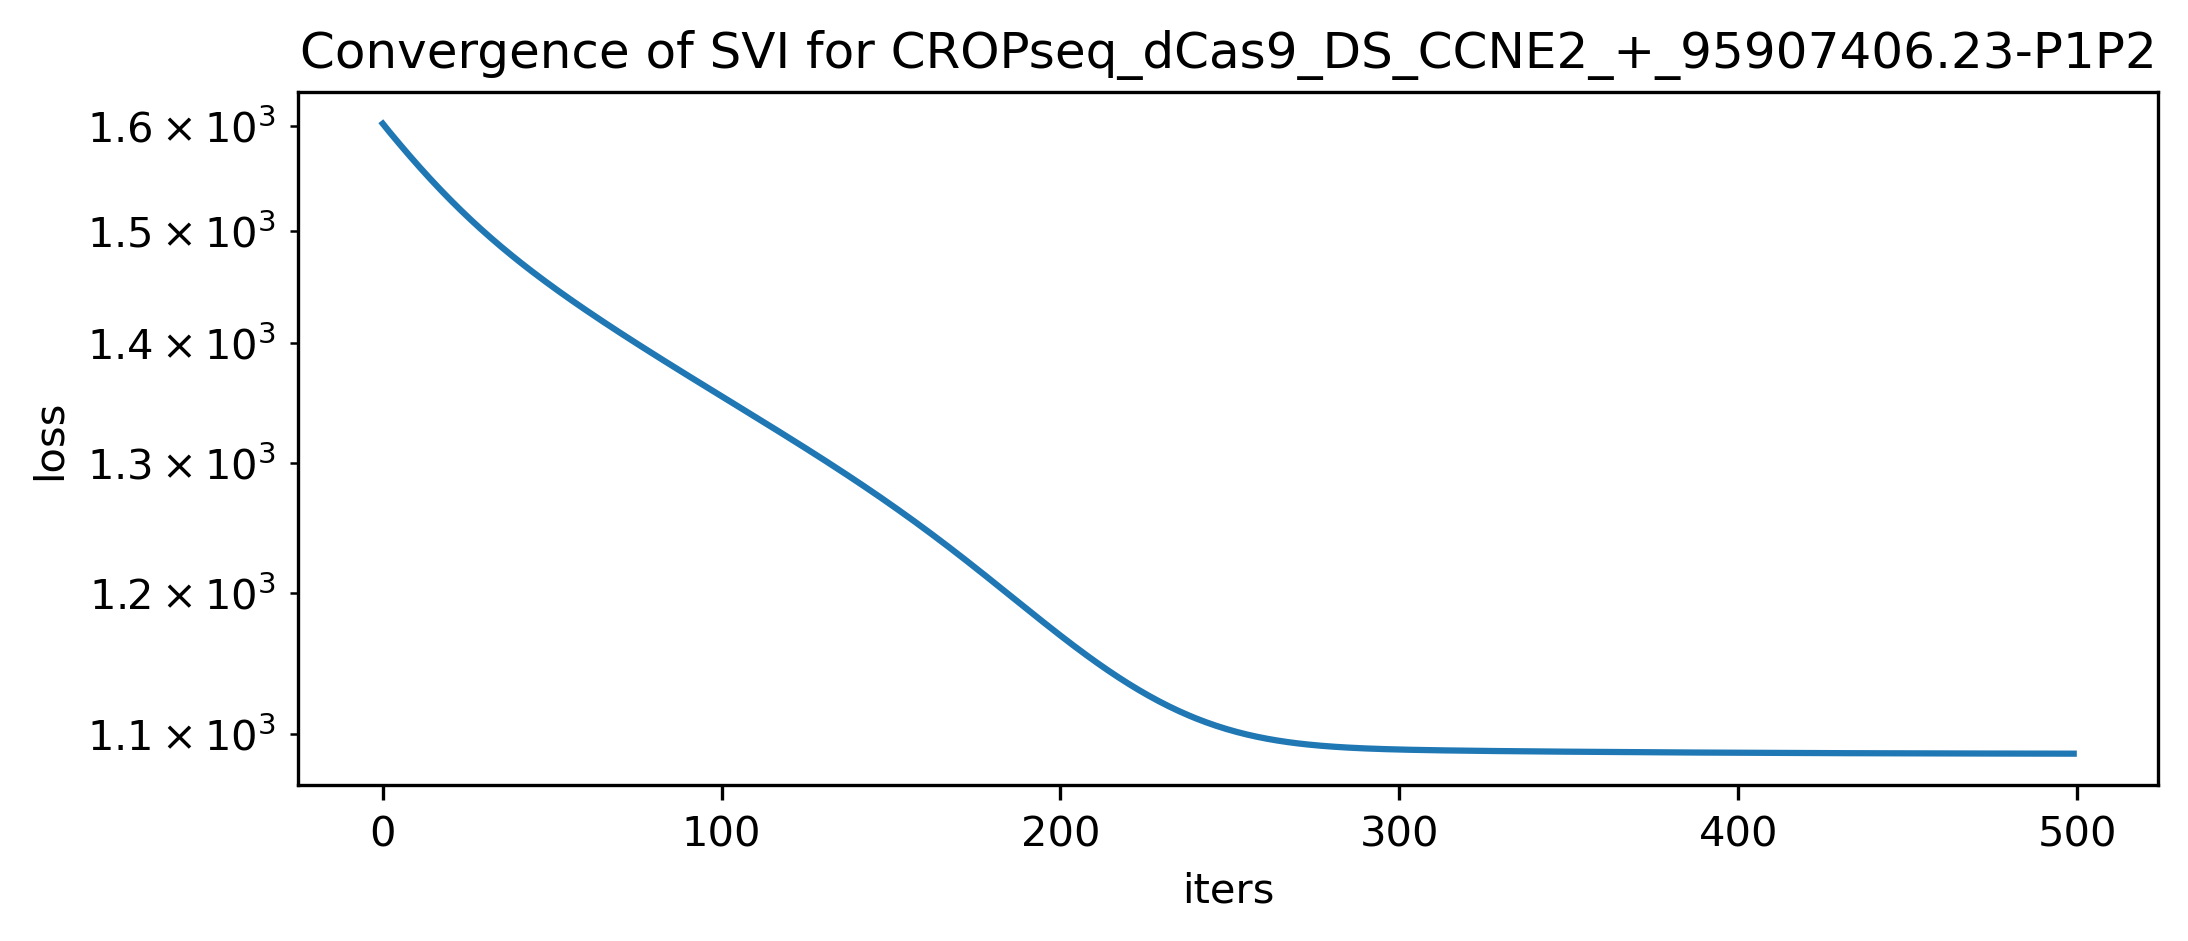 Convergence of SVI for CROPseq_dCas9_DS_CCNE2_+_95907406.23-P1P2
1.6 × 10³
1.5 × 10³
1.4 × 10³
1.3 × 10³
1.2 × 10³
1.1 × 10³
loss
0 100 200 300 400 500
iters